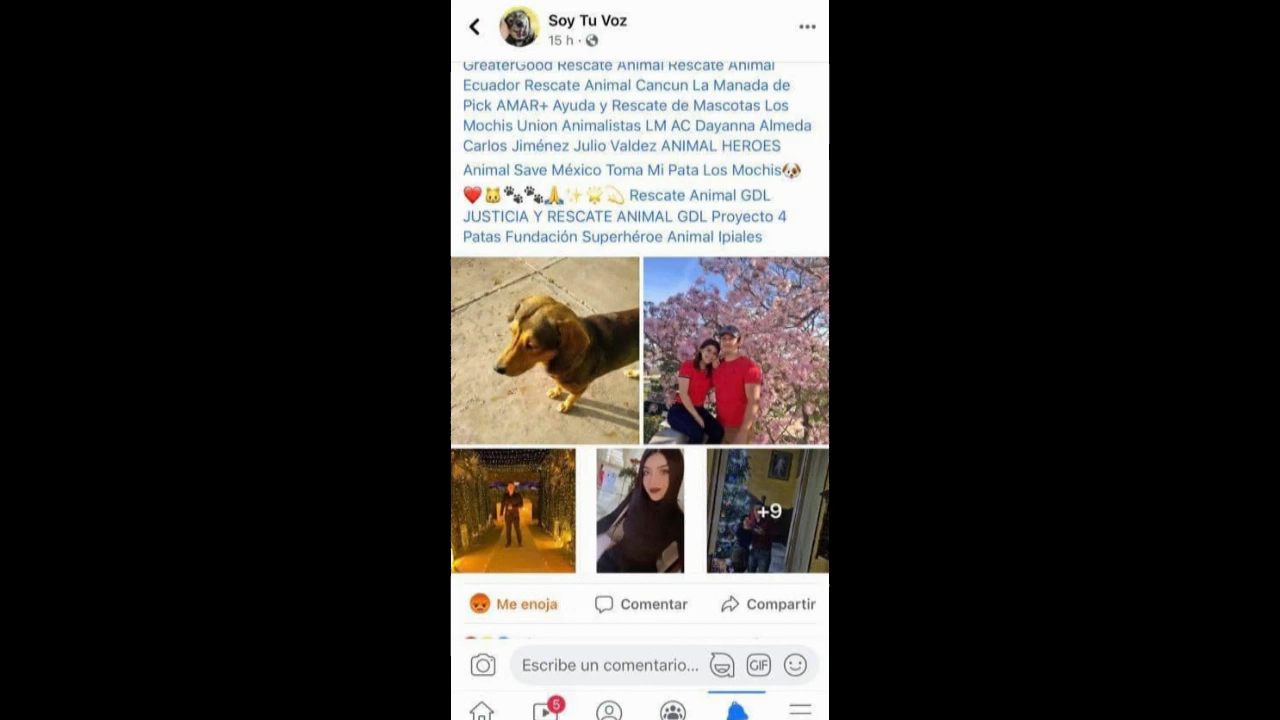 Soy Tu Voz
15 h ·
GreaterGood Rescate Animal Rescate Animal
Ecuador Rescate Animal Cancun La Manada de
Pick AMAR+ Ayuda y Rescate de Mascotas Los
Mochis Union Animalistas LM AC Dayanna Almeda
Carlos Jiménez Julio Valdez ANIMAL HEROES
Animal Save México Toma Mi Pata Los Mochis🐶
❤️🐱🐾🐾🙏✨🌟💫 Rescate Animal GDL
JUSTICIA Y RESCATE ANIMAL GDL Proyecto 4
Patas Fundación Superhéroe Animal Ipiales
+9
Me enoja Comentar Compartir
Escribe un comentario... GIF
5